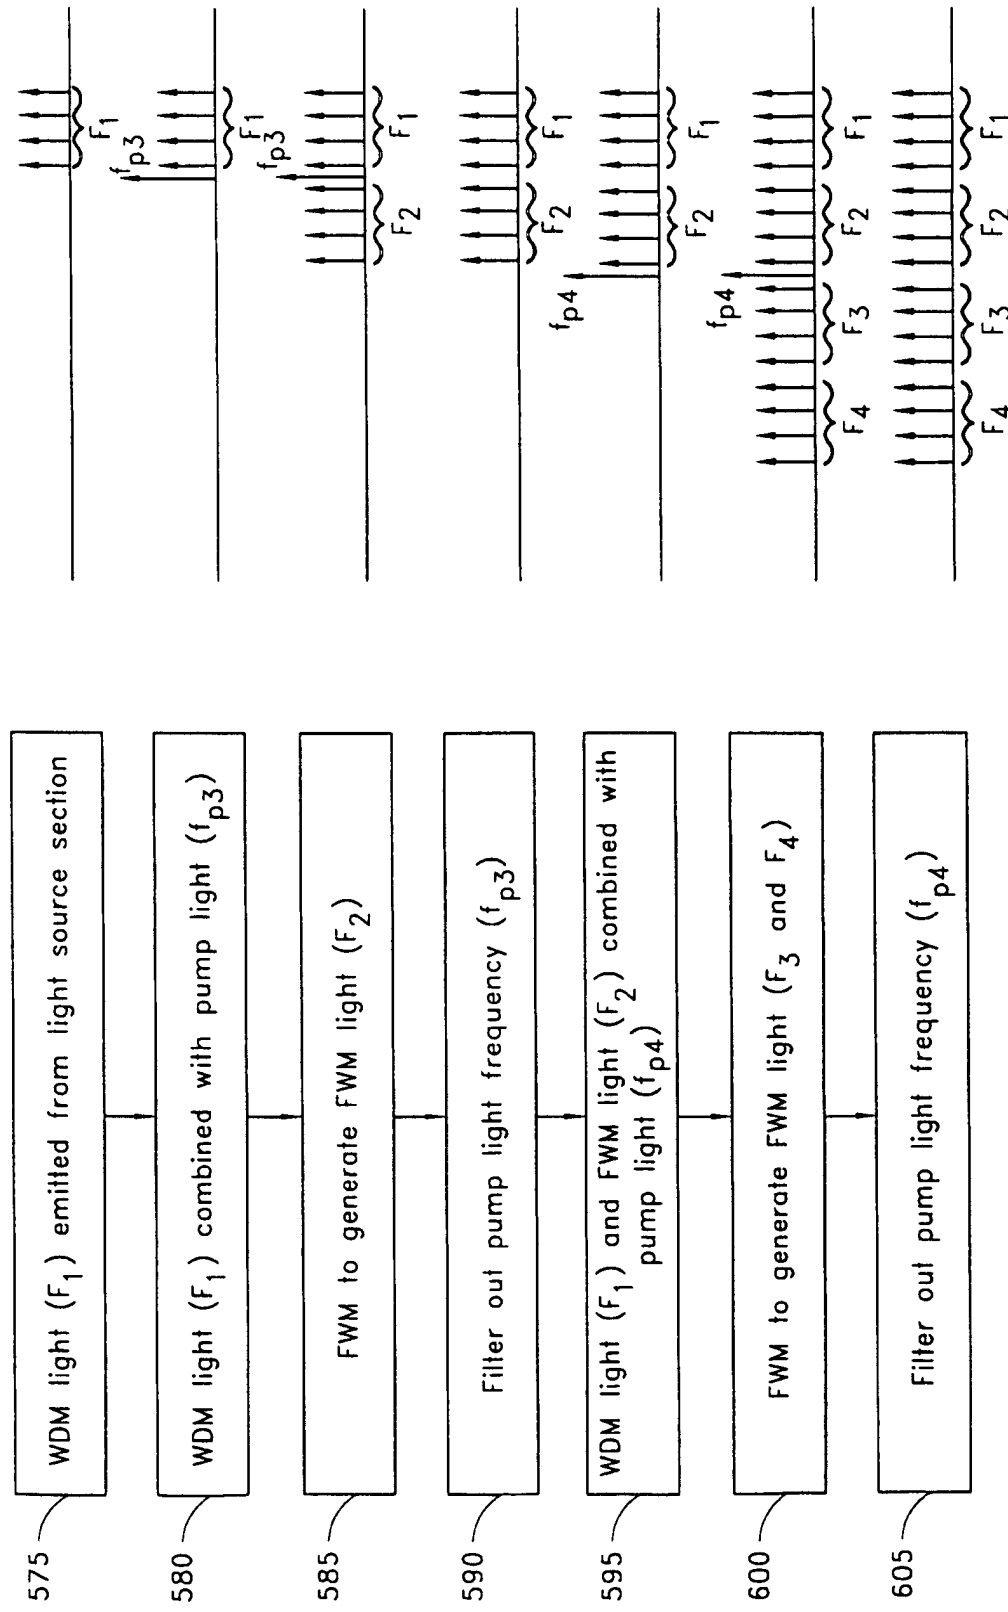 575
WDM light (F1) emitted from light source section
F1
580
WDM light (F1) combined with pump light (fp3)
fp3
F1
585
FWM to generate FWM light (F2)
fp3
F2
F1
590
Filter out pump light frequency (fp3)
F2
F1
595
WDM light (F1) and FWM light (F2) combined with
pump light (fp4)
fp4
F2
F1
600
FWM to generate FWM light (F3 and F4)
fp4
F4
F3
F2
F1
605
Filter out pump light frequency (fp4)
F4
F3
F2
F1